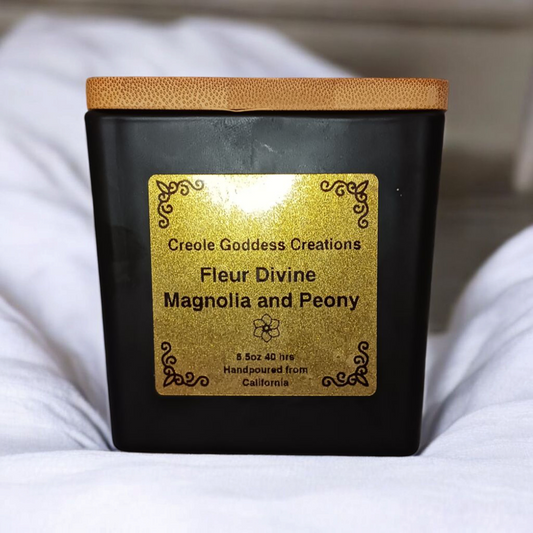 Creole Goddess Creations
Fleur Divine
Magnolia and Peony
8.5oz 40 hrs
Handpoured from
California